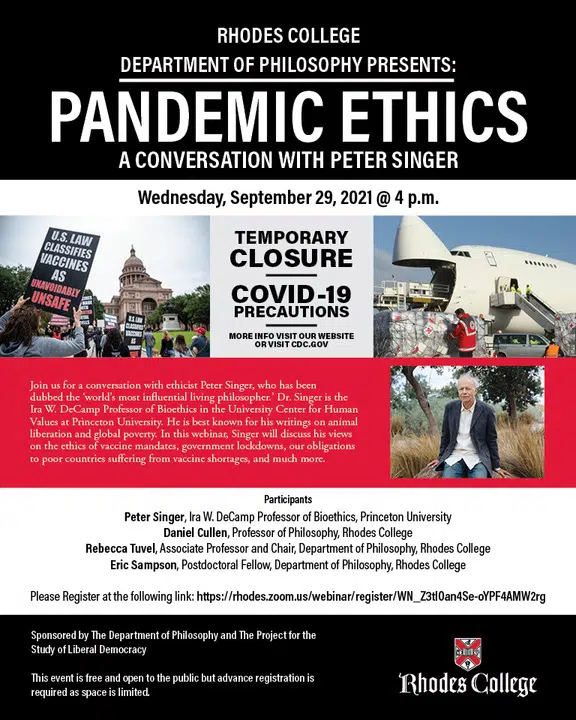 RHODES COLLEGE
DEPARTMENT OF PHILOSOPHY PRESENTS:
PANDEMIC ETHICS
A CONVERSATION WITH PETER SINGER
Wednesday, September 29, 2021 @ 4 p.m.
U.S. LAW
CLASSIFIES
VACCINES
AS
UNAVOIDABLY
UNSAFE
TEMPORARY
CLOSURE
COVID-19
PRECAUTIONS
MORE INFO VISIT OUR WEBSITE
OR VISIT CDC.GOV
Join us for a conversation with ethicist Peter Singer, who has been
dubbed the ‘world’s most influential living philosopher.’ Dr. Singer is the
Ira W. DeCamp Professor of Bioethics in the University Center for Human
Values at Princeton University. He is best known for his writings on animal
liberation and global poverty. In this webinar, Singer will discuss his views
on the ethics of vaccine mandates, government lockdowns, our obligations
to poor countries suffering from vaccine shortages, and much more.
Participants
Peter Singer, Ira W. DeCamp Professor of Bioethics, Princeton University
Daniel Cullen, Professor of Philosophy, Rhodes College
Rebecca Tuvel, Associate Professor and Chair, Department of Philosophy, Rhodes College
Eric Sampson, Postdoctoral Fellow, Department of Philosophy, Rhodes College
Please Register at the following link: https://rhodes.zoom.us/webinar/register/WN_Z3tl0an4Se-oYPF4AMW2rg
Sponsored by The Department of Philosophy and The Project for the
Study of Liberal Democracy
This event is free and open to the public but advance registration is
required as space is limited.
Rhodes College